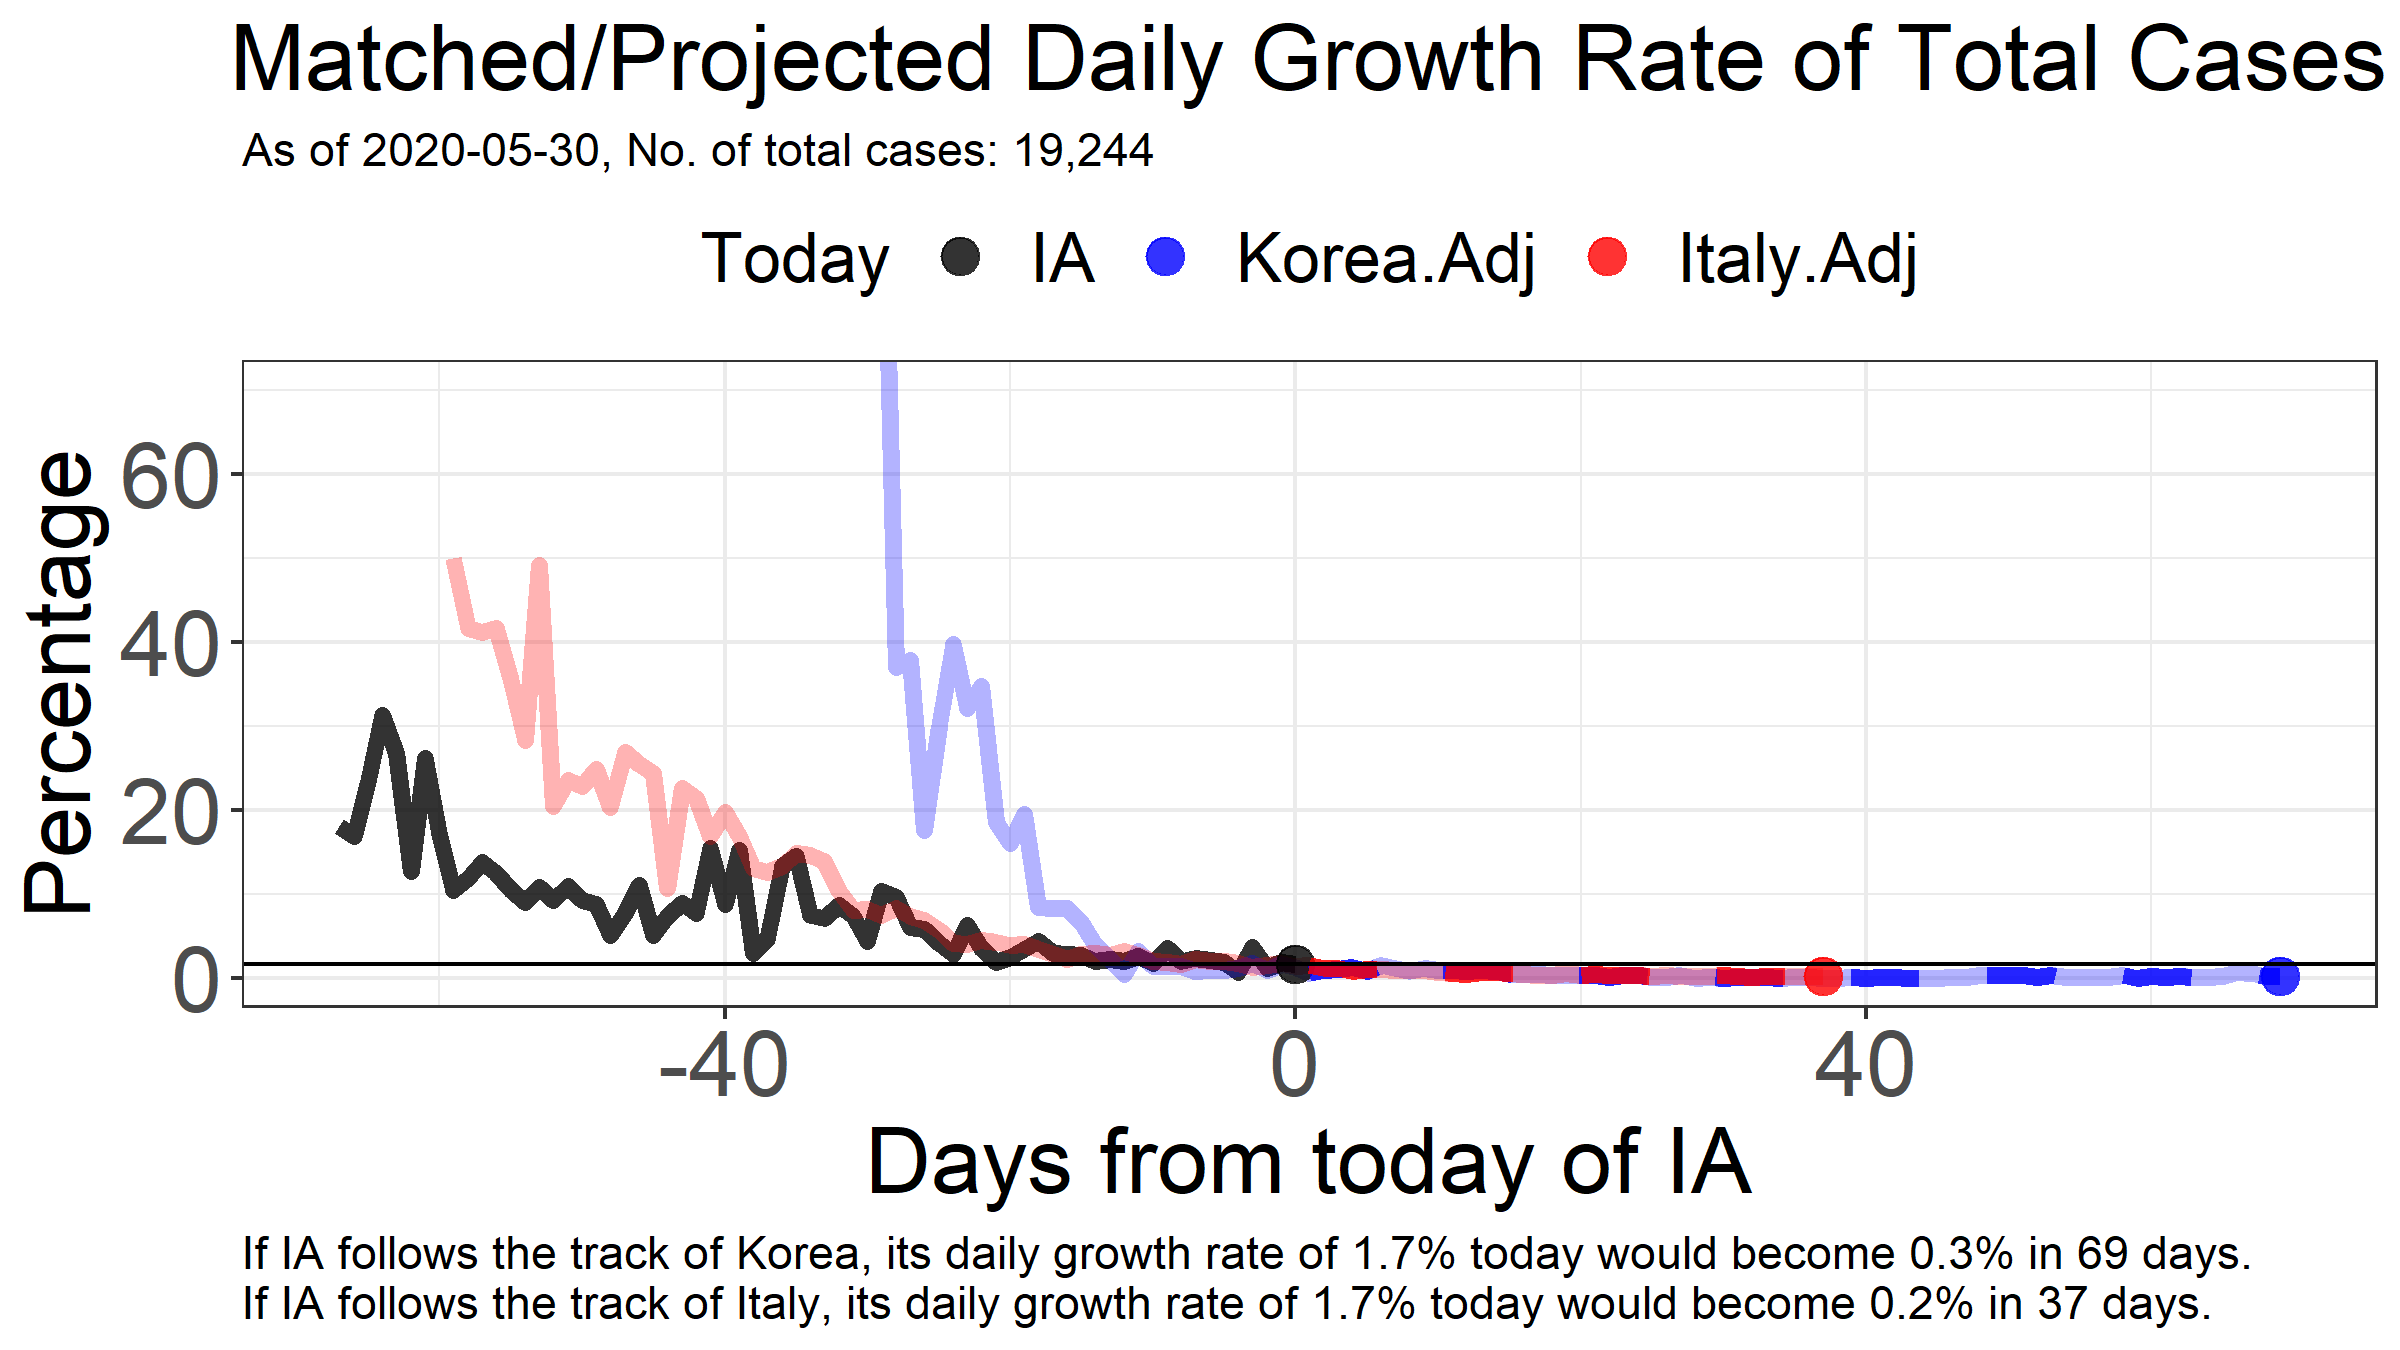 Matched/Projected Daily Growth Rate of Total Cases
As of 2020-05-30, No. of total cases: 19,244
Today IA Korea.Adj Italy.Adj
Percentage
60
40
20
0
-40 0 40
Days from today of IA
If IA follows the track of Korea, its daily growth rate of 1.7% today would become 0.3% in 69 days.
If IA follows the track of Italy, its daily growth rate of 1.7% today would become 0.2% in 37 days.